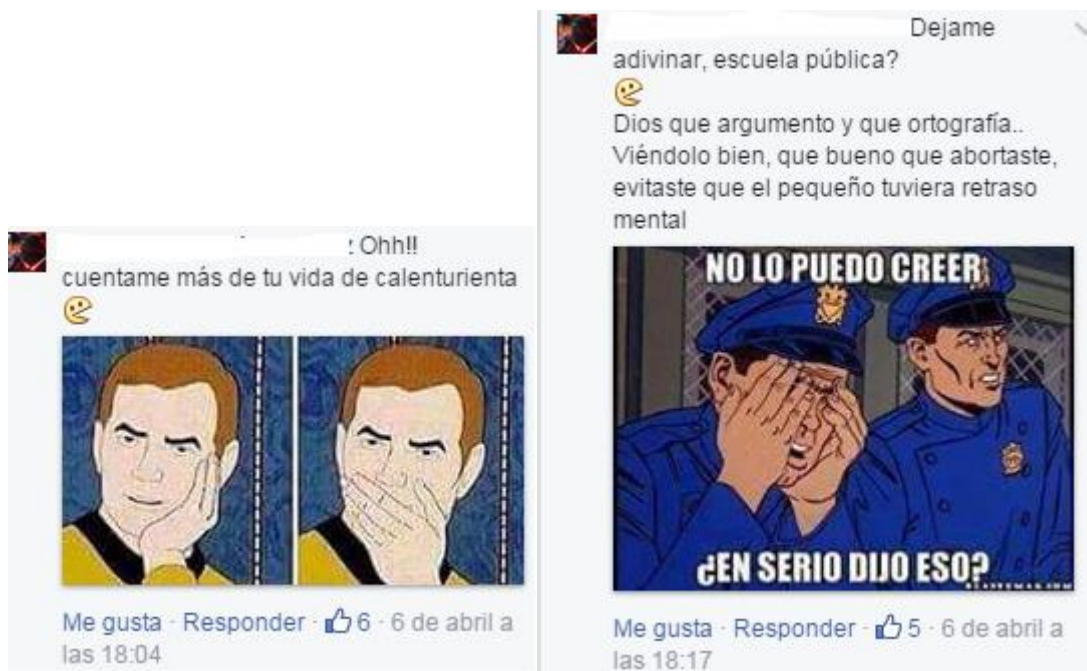 Ohh!!
cuentame más de tu vida de calenturienta
Me gusta · Responder · 6 · 6 de abril a
las 18:04
Dejame
adivinar, escuela pública?
Dios que argumento y que ortografía..
Viéndolo bien, que bueno que abortaste,
evitaste que el pequeño tuviera retraso
mental
NO LO PUEDO CREER
¿EN SERIO DIJO ESO?
Me gusta · Responder · 5 · 6 de abril a
las 18:17